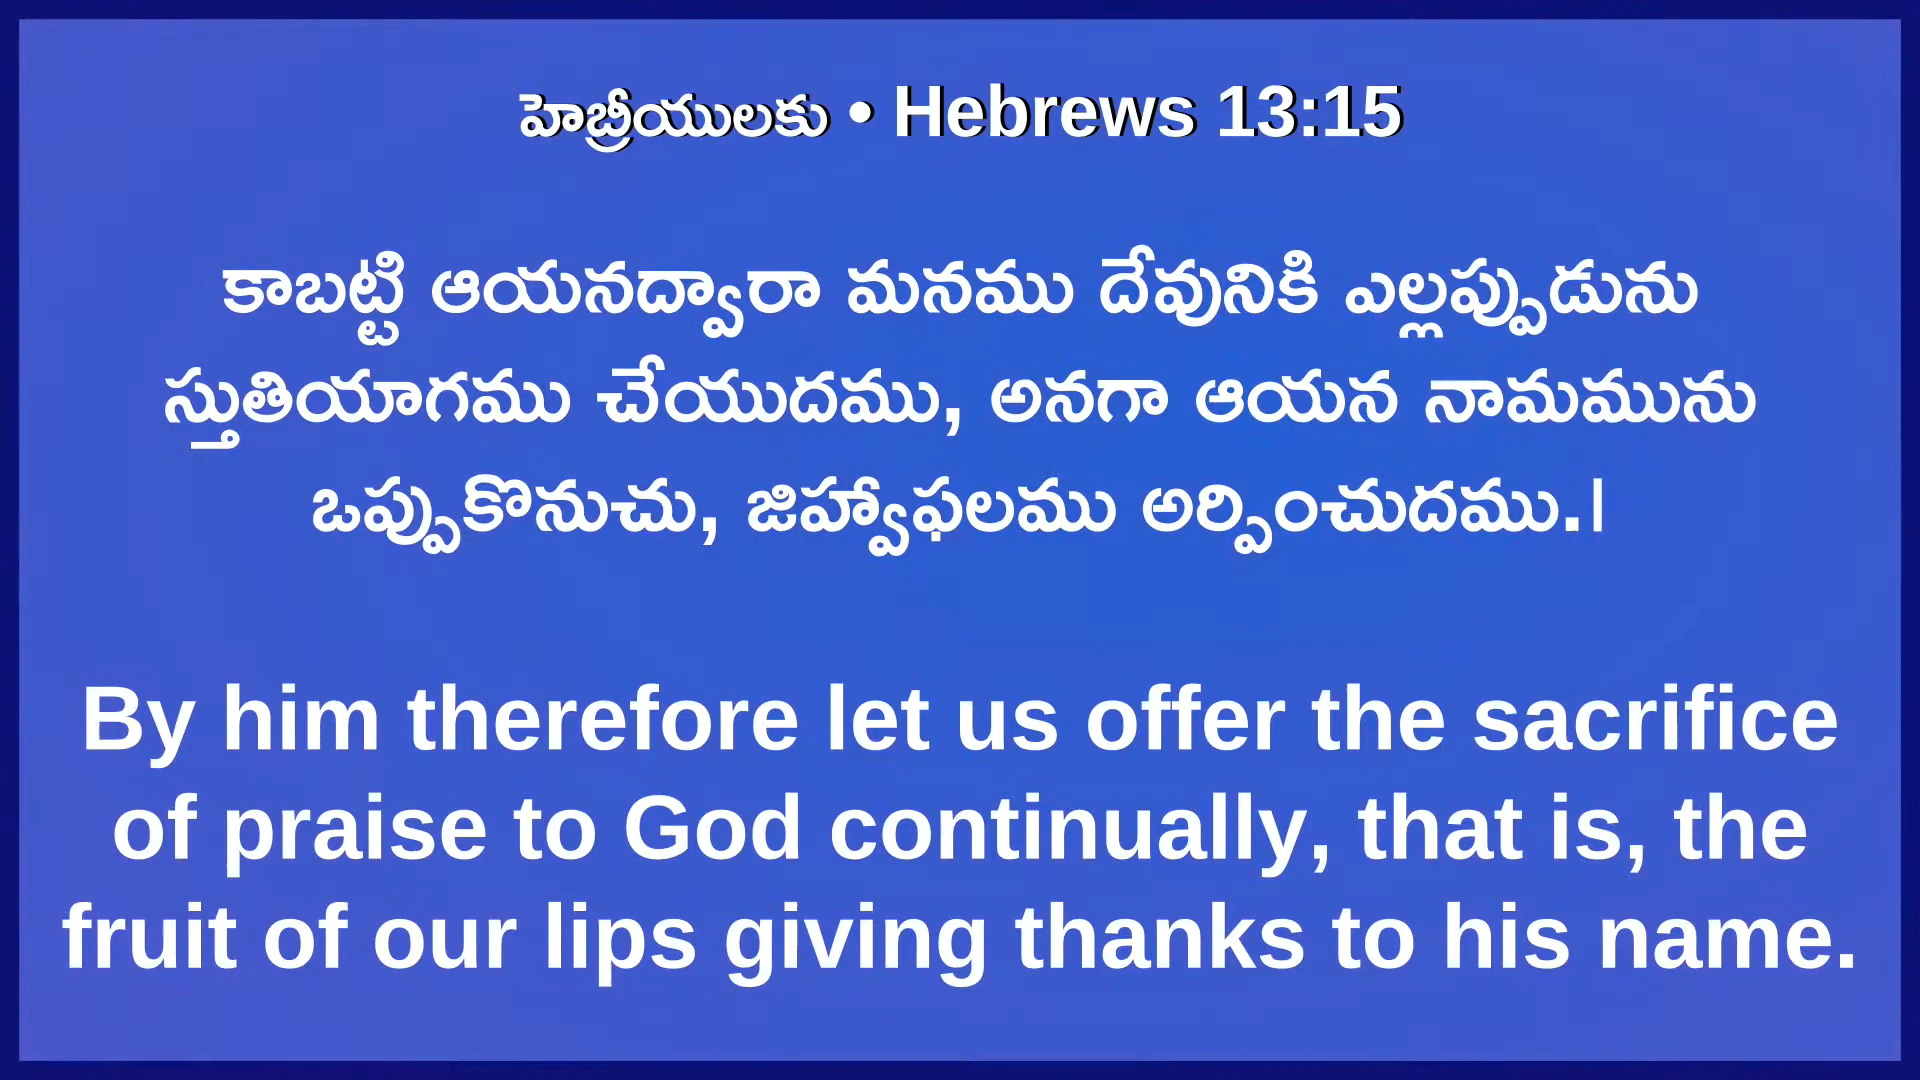 హెబ్రీయులకు • Hebrews 13:15
కాబట్టి ఆయనద్వారా మనము దేవునికి ఎల్లప్పుడును
స్తుతియాగము చేయుదము, అనగా ఆయన నామమును
ఒప్పుకొనుచు, జిహ్వాఫలము అర్పించుదము.|
By him therefore let us offer the sacrifice
of praise to God continually, that is, the
fruit of our lips giving thanks to his name.